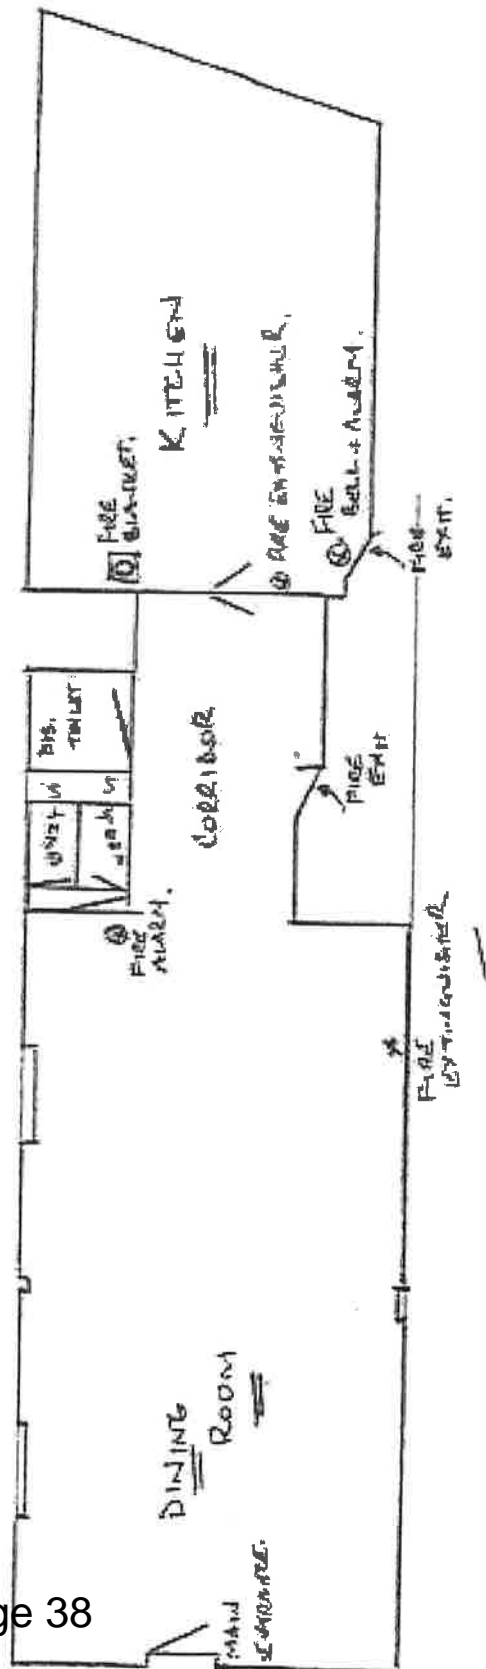 KITCHEN
FIRE
BLANKET.
FIRE EXTINGUISHER.
FIRE
BELL + ALARM.
FIRE
EXIT.
DIS.
TOILET
CORRIDOR
FIRE
EXIT
FIRE
ALARM.
FIRE
EXTINGUISHER
DINING
ROOM
MAIN
ENTRANCE.
ge 38